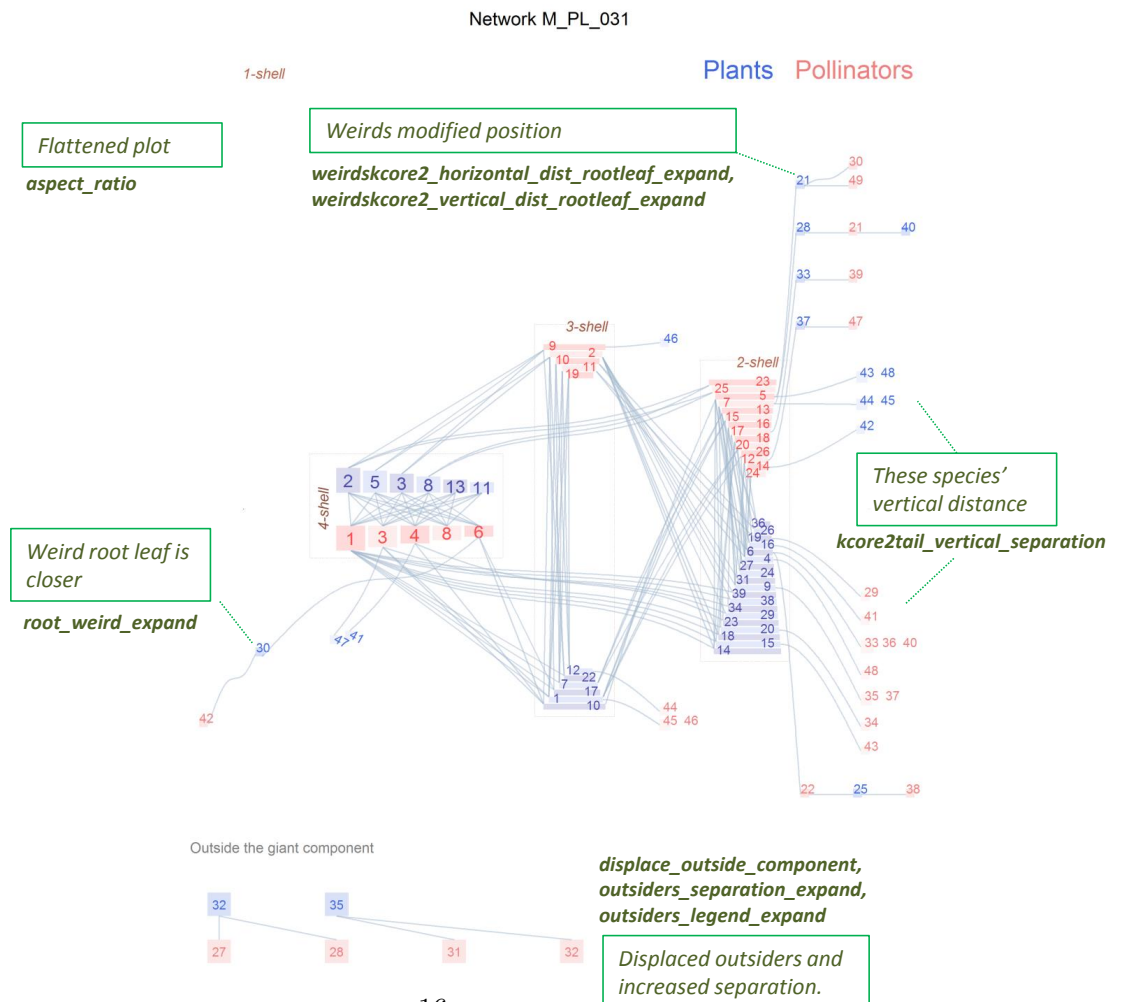 Network M_PL_031
1-shell
Plants Pollinators
Flattened plot
aspect_ratio
Weirds modified position
weirdskcore2_horizontal_dist_rootleaf_expand,
weirdskcore2_vertical_dist_rootleaf_expand
30
21 49
28 21 40
33 39
37 47
3-shell
46
9 2
10 11
19
2-shell
23
25 5
7 13
15 16
17 18
20 26
12 14
24
43 48
44 45
42
4-shell
2 5 3 8 13 11
1 3 4 8 6
These species'
vertical distance
kcore2tail_vertical_separation
Weird root leaf is
closer
root_weird_expand
36 26
19 16
6 4
27 24
31 9
39 38
34 29
23 20
18 15
14
29
41
33 36 40
48
35 37
34
43
30
47 41
42
12 22
7 17
1 10
44
45 46
22 25 38
Outside the giant component
displace_outside_component,
outsiders_separation_expand,
outsiders_legend_expand
32 35
27 28 31 32
Displaced outsiders and
increased separation.